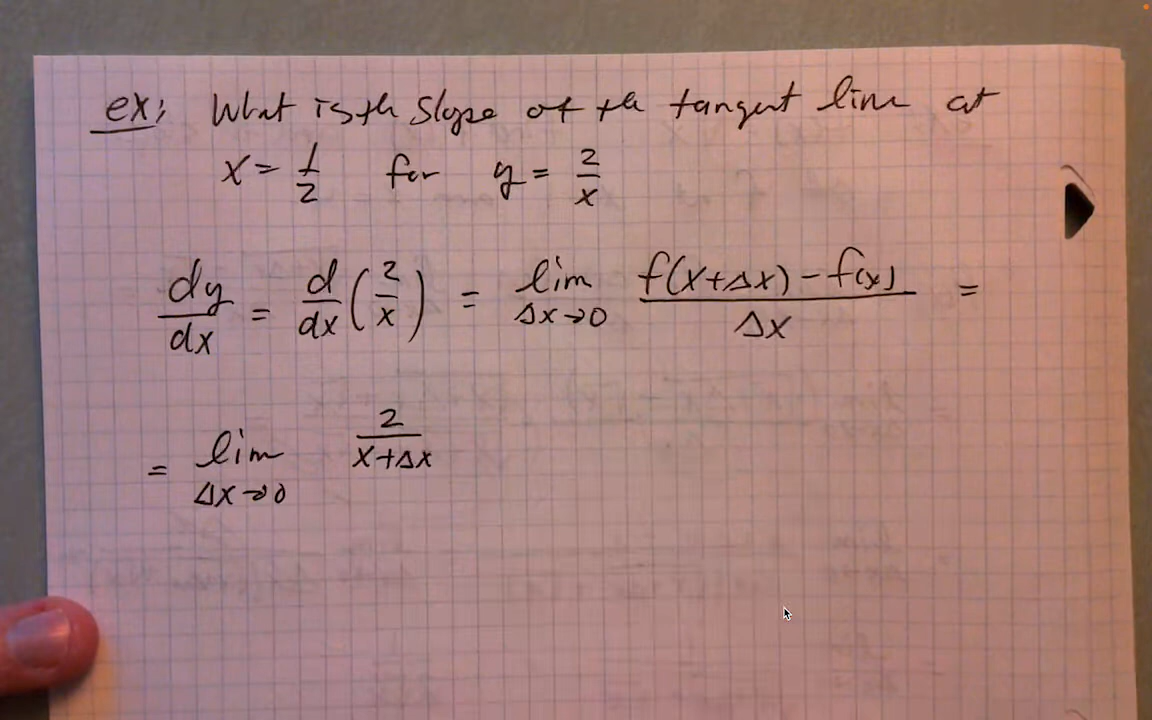 ex: What is th slope of the tangent line at
x = 1/2 for y = 2/x
dy/dx = d/dx (2/x) = lim Δx→0 f(x+Δx) - f(x) / Δx =
= lim Δx→0 2/x+Δx